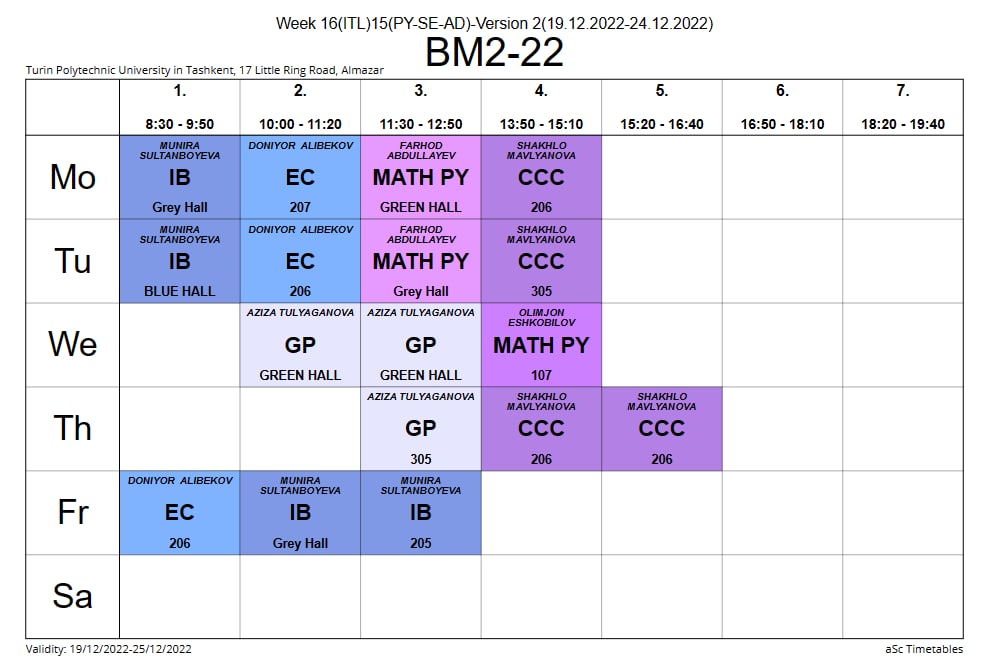 Week 16(ITL)15(PY-SE-AD)-Version 2(19.12.2022-24.12.2022)
BM2-22
Turin Polytechnic University in Tashkent, 17 Little Ring Road, Almazar
1. 2. 3. 4. 5. 6. 7.
8:30 - 9:50 10:00 - 11:20 11:30 - 12:50 13:50 - 15:10 15:20 - 16:40 16:50 - 18:10 18:20 - 19:40
Mo
MUNIRA
SULTANBOYEVA
IB
Grey Hall
DONIYOR ALIBEKOV
EC
207
FARHOD
ABDULLAYEV
MATH PY
GREEN HALL
SHAKHLO
MAVLYANOVA
CCC
206
Tu
MUNIRA
SULTANBOYEVA
IB
BLUE HALL
DONIYOR ALIBEKOV
EC
206
FARHOD
ABDULLAYEV
MATH PY
Grey Hall
SHAKHLO
MAVLYANOVA
CCC
305
We
AZIZA TULYAGANOVA
GP
GREEN HALL
AZIZA TULYAGANOVA
GP
GREEN HALL
OLIMJON
ESHKOBILOV
MATH PY
107
Th
AZIZA TULYAGANOVA
GP
305
SHAKHLO
MAVLYANOVA
CCC
206
SHAKHLO
MAVLYANOVA
CCC
206
Fr
DONIYOR ALIBEKOV
EC
206
MUNIRA
SULTANBOYEVA
IB
Grey Hall
MUNIRA
SULTANBOYEVA
IB
205
Sa
Validity: 19/12/2022-25/12/2022
aSc Timetables